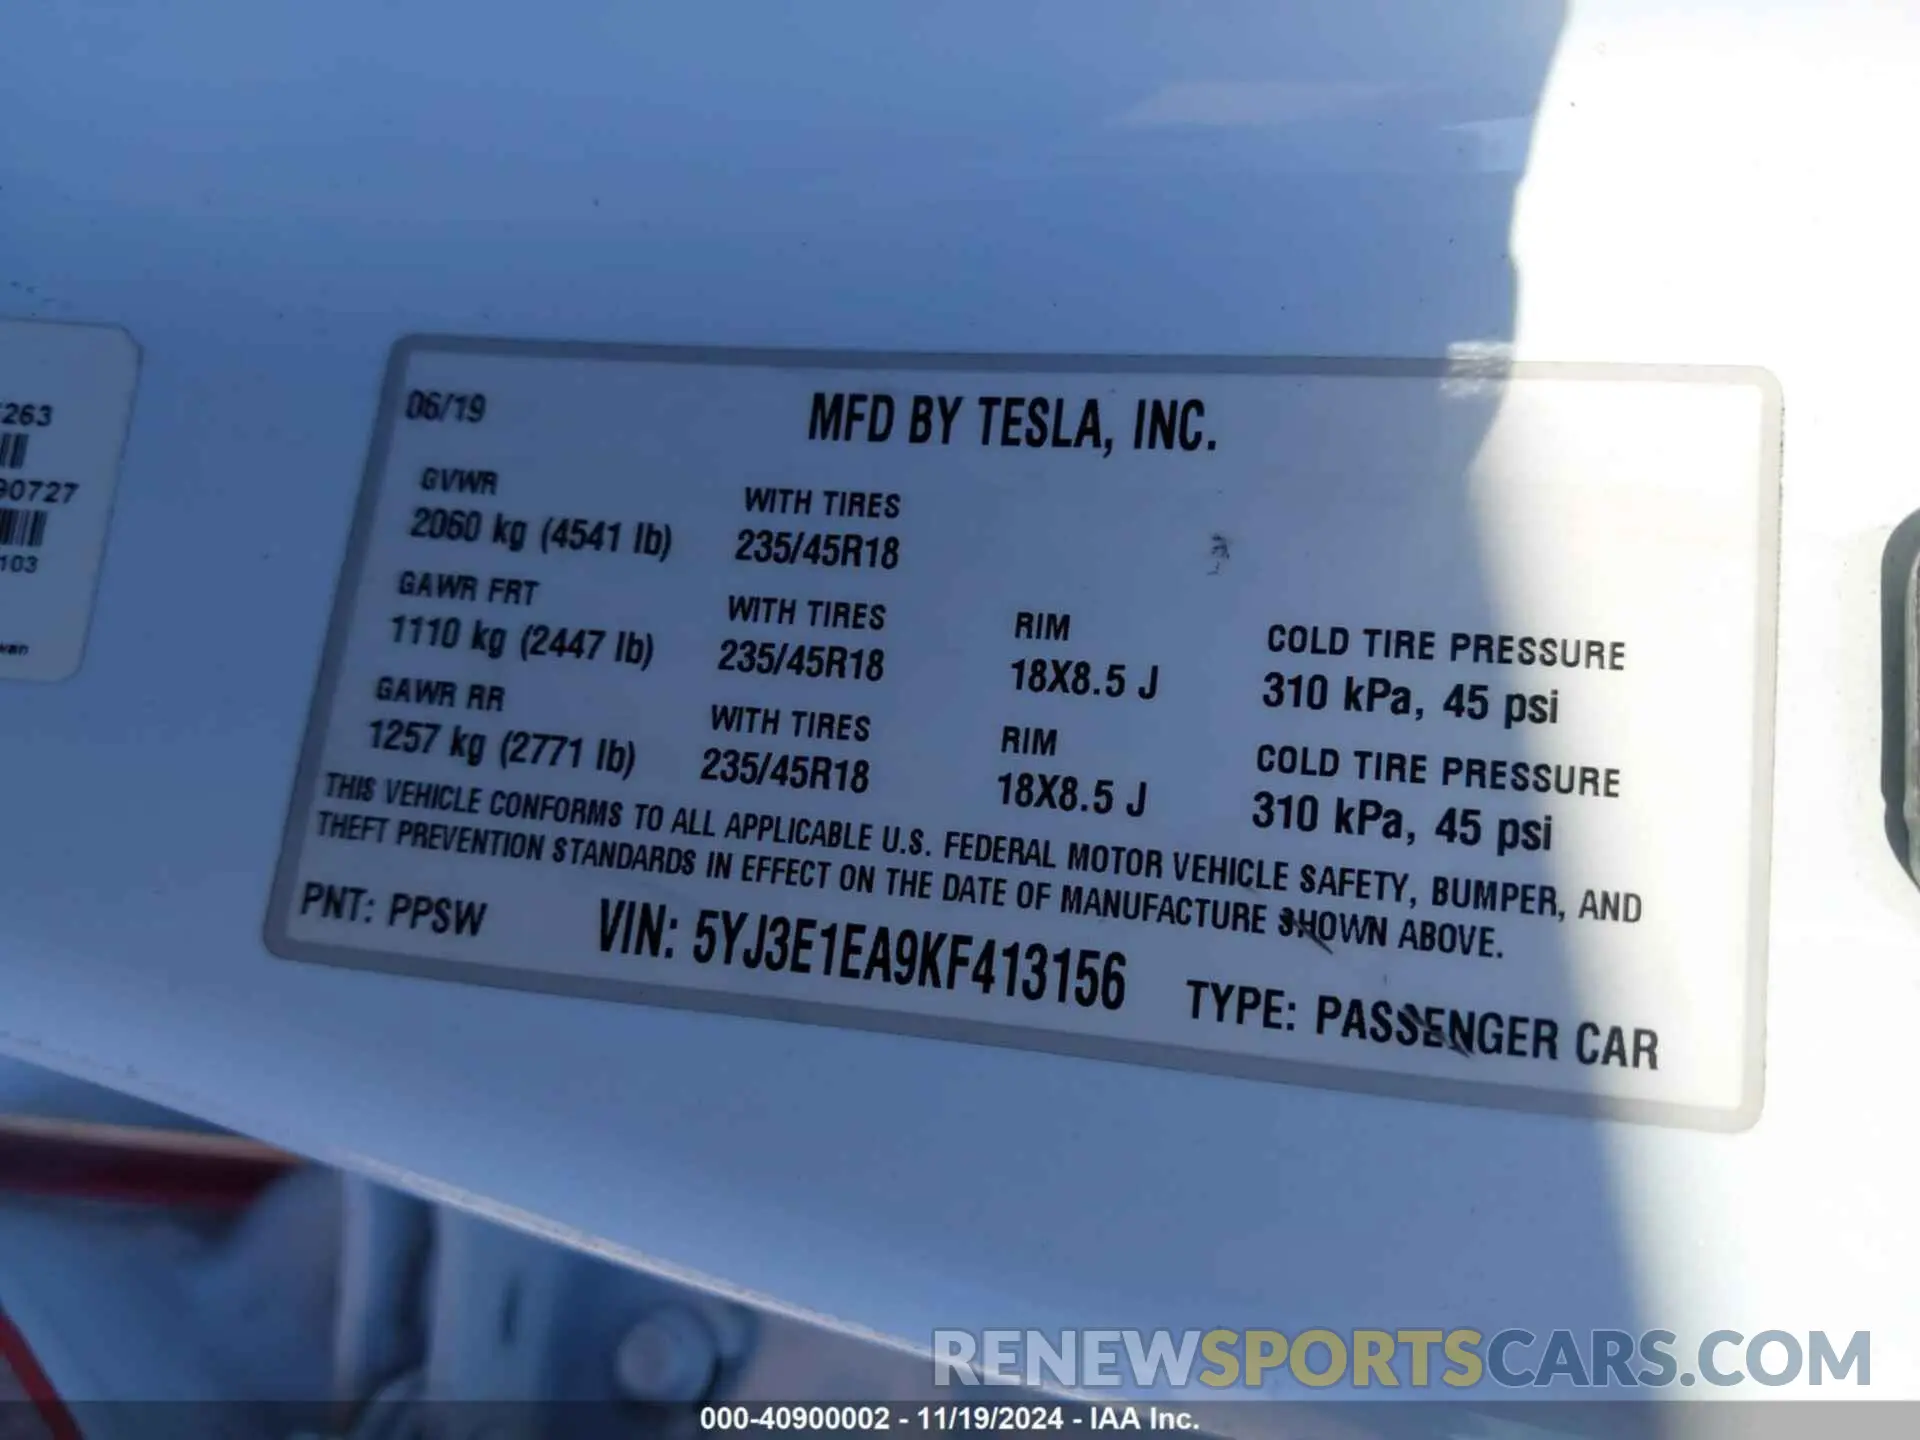 263
90727
103
06/19
MFD BY TESLA, INC.
GVWR
2060 kg (4541 lb)
WITH TIRES
235/45R18
GAWR FRT
1110 kg (2447 lb)
WITH TIRES
235/45R18
RIM
18X8.5 J
COLD TIRE PRESSURE
310 kPa, 45 psi
GAWR RR
1257 kg (2771 lb)
WITH TIRES
235/45R18
RIM
18X8.5 J
COLD TIRE PRESSURE
310 kPa, 45 psi
THIS VEHICLE CONFORMS TO ALL APPLICABLE U.S. FEDERAL MOTOR VEHICLE SAFETY, BUMPER, AND
THEFT PREVENTION STANDARDS IN EFFECT ON THE DATE OF MANUFACTURE SHOWN ABOVE.
PNT: PPSW
VIN: 5YJ3E1EA9KF413156
TYPE: PASSENGER CAR
RENEWSPORTSCARS.COM
000-40900002 - 11/19/2024 - IAA Inc.